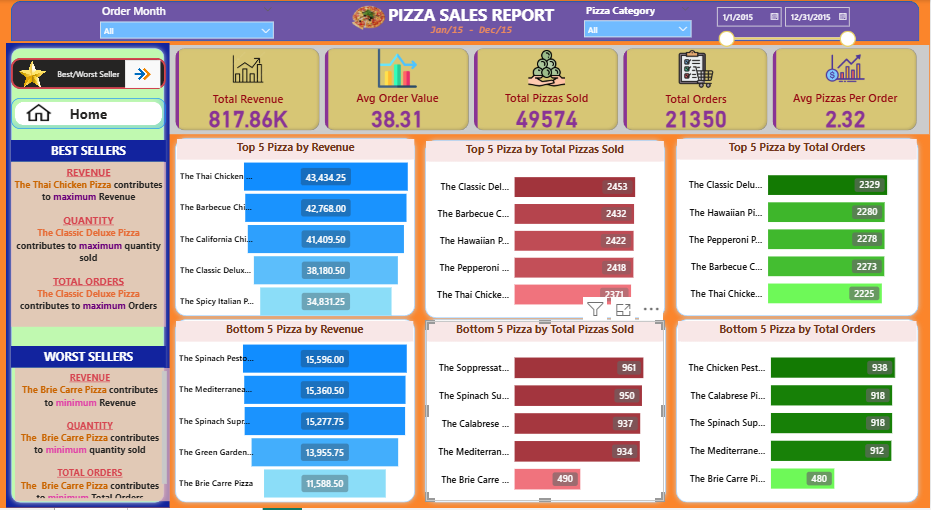 Order Month
All
PIZZA SALES REPORT
Jan/15 - Dec/15
Pizza Category
All
1/1/2015
12/31/2015
Best/Worst Seller
Home
Total Revenue
817.86K
Avg Order Value
38.31
Total Pizzas Sold
49574
Total Orders
21350
Avg Pizzas Per Order
2.32
BEST SELLERS
REVENUE
The Thai Chicken Pizza contributes
to maximum Revenue
QUANTITY
The Classic Deluxe Pizza
contributes to maximum quantity
sold
TOTAL ORDERS
The Classic Deluxe Pizza
contributes to maximum Orders
WORST SELLERS
REVENUE
The Brie Carre Pizza contributes
to minimum Revenue
QUANTITY
The Brie Carre Pizza contributes
to minimum quantity sold
TOTAL ORDERS
The Brie Carre Pizza contributes
to minimum Total Orders
Top 5 Pizza by Revenue
The Thai Chicken... 43,434.25
The Barbecue Chi... 42,768.00
The California Chi... 41,409.50
The Classic Delux... 38,180.50
The Spicy Italian P... 34,831.25
Top 5 Pizza by Total Pizzas Sold
The Classic Del... 2453
The Barbecue C... 2432
The Hawaiian P... 2422
The Pepperoni ... 2418
The Thai Chicke... 2371
Top 5 Pizza by Total Orders
The Classic Delu... 2329
The Hawaiian Pi... 2280
The Pepperoni P... 2278
The Barbecue C... 2273
The Thai Chicke... 2225
Bottom 5 Pizza by Revenue
The Spinach Pesto... 15,596.00
The Mediterranea... 15,360.50
The Spinach Supr... 15,277.75
The Green Garden... 13,955.75
The Brie Carre Pizza 11,588.50
Bottom 5 Pizza by Total Pizzas Sold
The Soppressat... 961
The Spinach Su... 950
The Calabrese ... 937
The Mediterran... 934
The Brie Carre ... 490
Bottom 5 Pizza by Total Orders
The Chicken Pest... 938
The Calabrese Pi... 918
The Spinach Sup... 918
The Mediterrane... 912
The Brie Carre Pi... 480